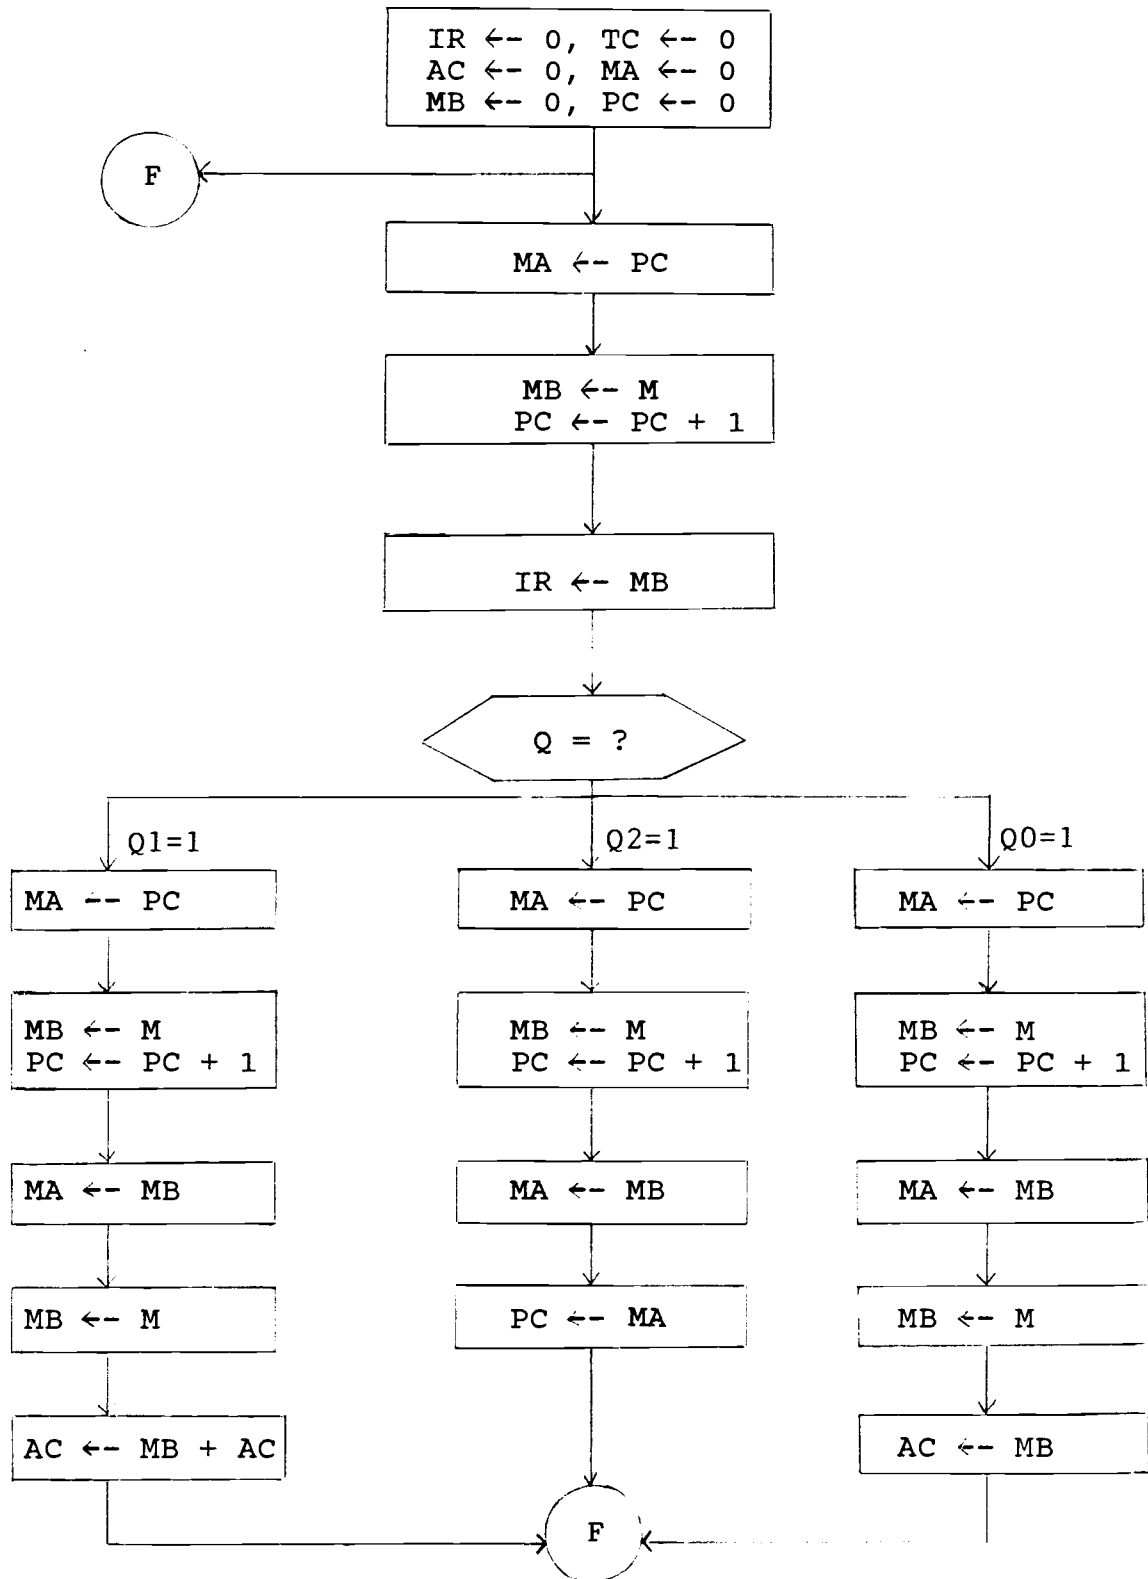 IR <-- 0, TC <-- 0
AC <-- 0, MA <-- 0
MB <-- 0, PC <-- 0
F
MA <-- PC
MB <-- M
PC <-- PC + 1
IR <-- MB
Q = ?
Q1=1
MA -- PC
MB <-- M
PC <-- PC + 1
MA <-- MB
MB <-- M
AC <-- MB + AC
Q2=1
MA <-- PC
MB <-- M
PC <-- PC + 1
MA <-- MB
PC <-- MA
Q0=1
MA <-- PC
MB <-- M
PC <-- PC + 1
MA <-- MB
MB <-- M
AC <-- MB
F